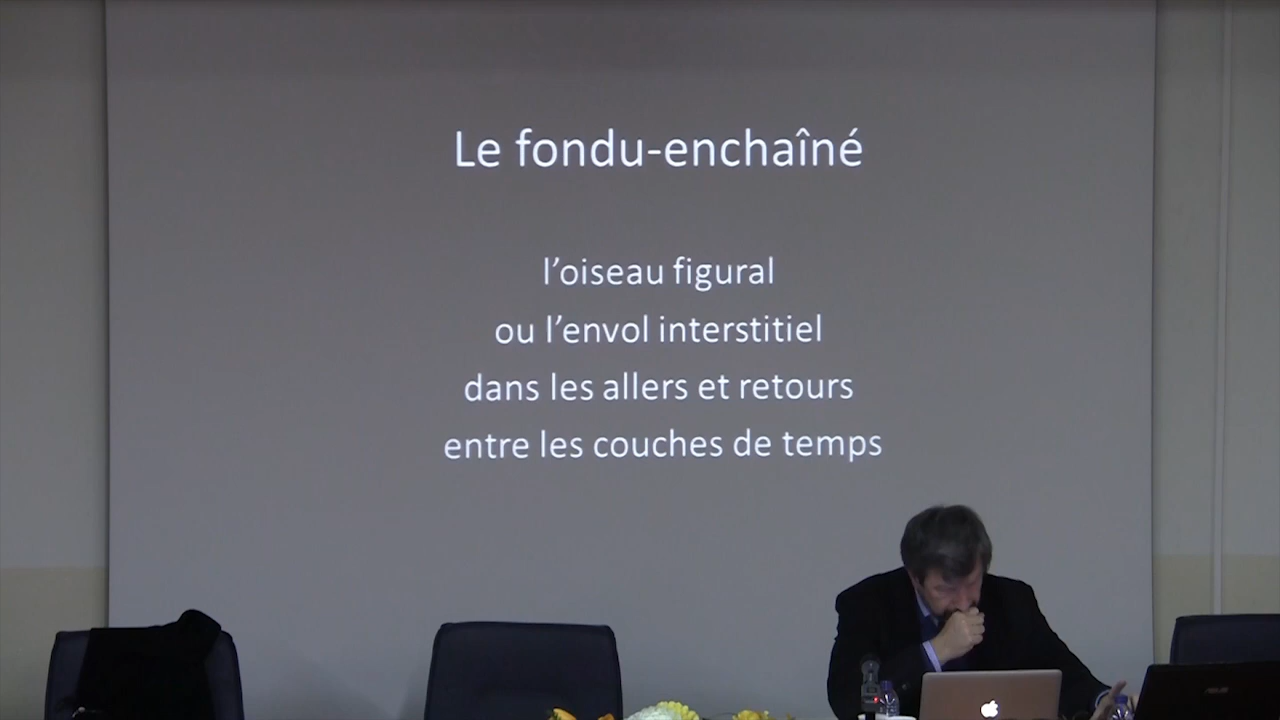 Le fondu-enchaîné
l’oiseau figural
ou l’envol interstitiel
dans les allers et retours
entre les couches de temps